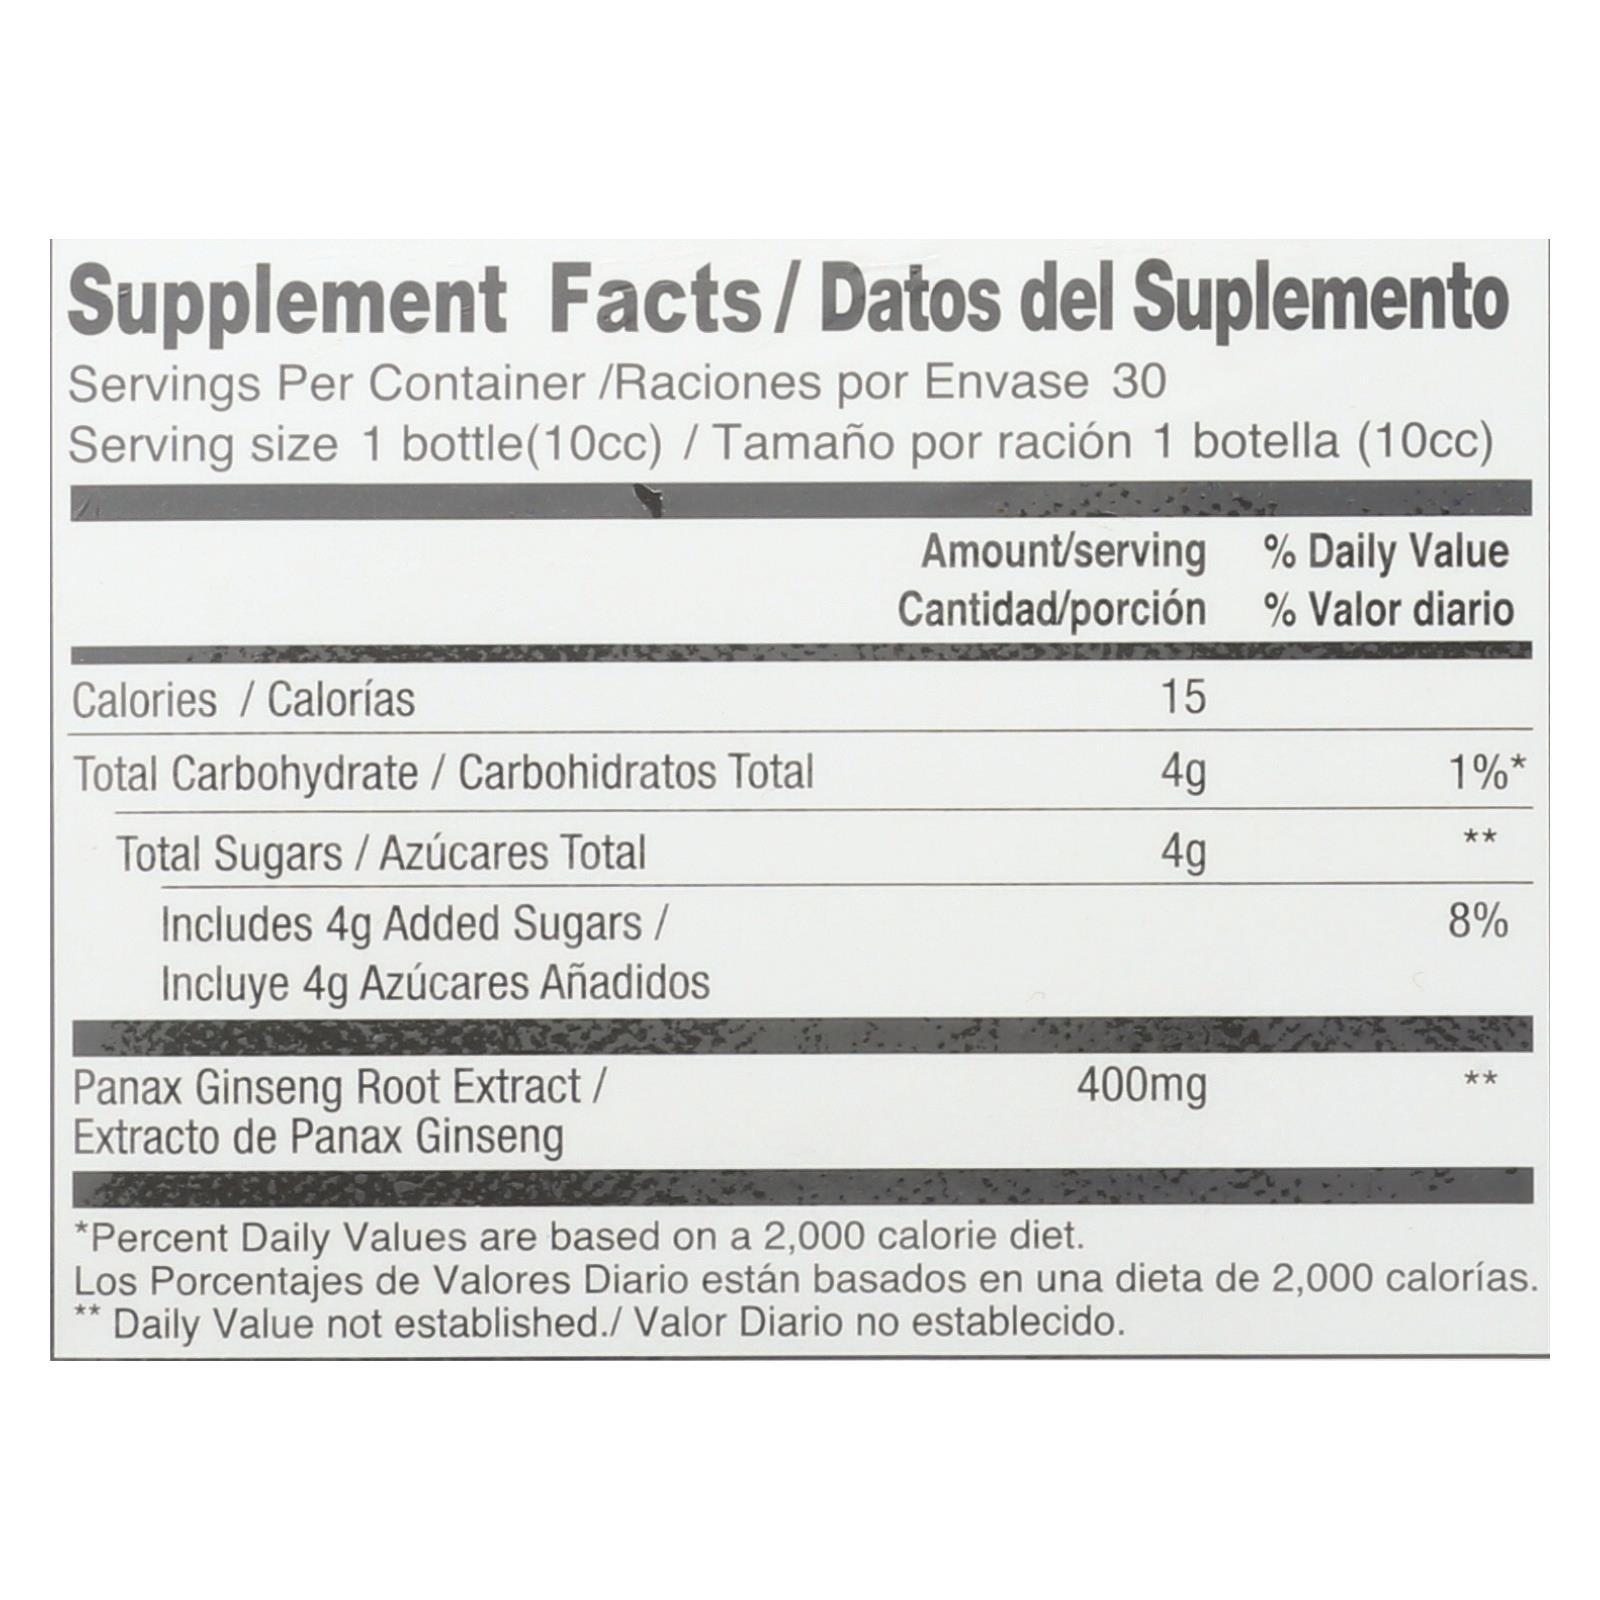 Supplement Facts / Datos del Suplemento
Servings Per Container /Raciones por Envase 30
Serving size 1 bottle(10cc) / Tamaño por ración 1 botella (10cc)
Amount/serving % Daily Value
Cantidad/porción % Valor diario
Calories / Calorías 15
Total Carbohydrate / Carbohidratos Total 4g 1%*
Total Sugars / Azúcares Total 4g **
Includes 4g Added Sugars / 8%
Incluye 4g Azúcares Añadidos
Panax Ginseng Root Extract / 400mg **
Extracto de Panax Ginseng
*Percent Daily Values are based on a 2,000 calorie diet.
Los Porcentajes de Valores Diario están basados en una dieta de 2,000 calorías.
** Daily Value not established./ Valor Diario no establecido.